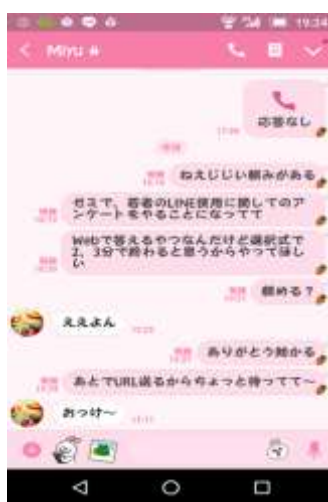 19:34
Miyu
応答なし
ねえじじい頼みがある
ゼミで、若者のLINE使用に関してのア
ンケートをやることになってて
Webで答えるやつなんだけど選択式で
2、3分で終わると思うからやってほし
い
頼める?
ええよん
ありがとう助かる
あとでURL送るからちょっと待ってて〜
おっけ〜